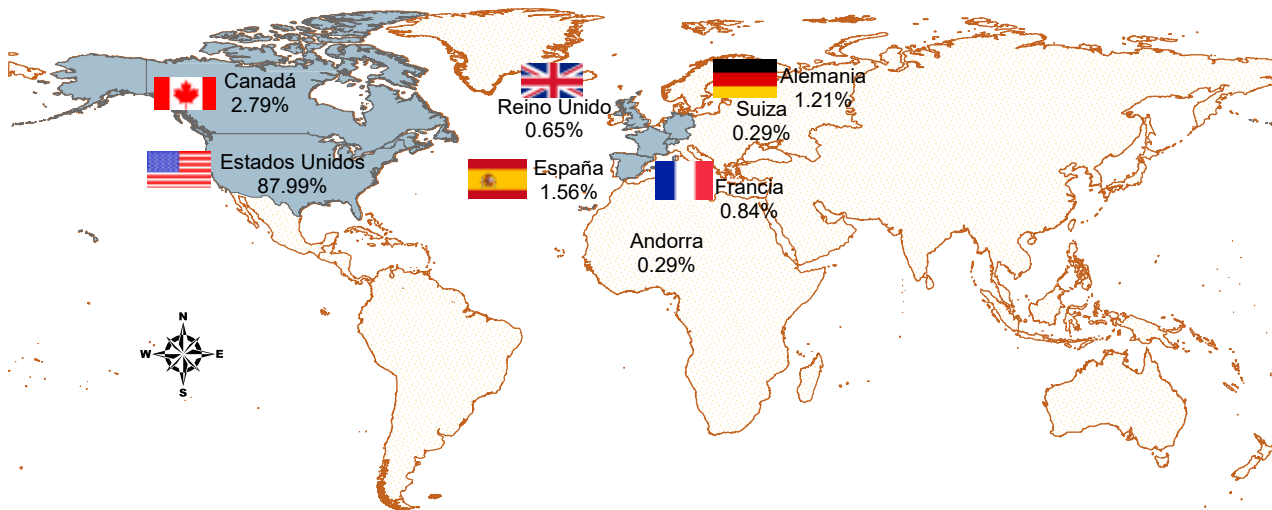 Canadá
2.79%
Estados Unidos
87.99%
Reino Unido
0.65%
España
1.56%
Alemania
1.21%
Suiza
0.29%
Francia
0.84%
Andorra
0.29%
N
W E
S